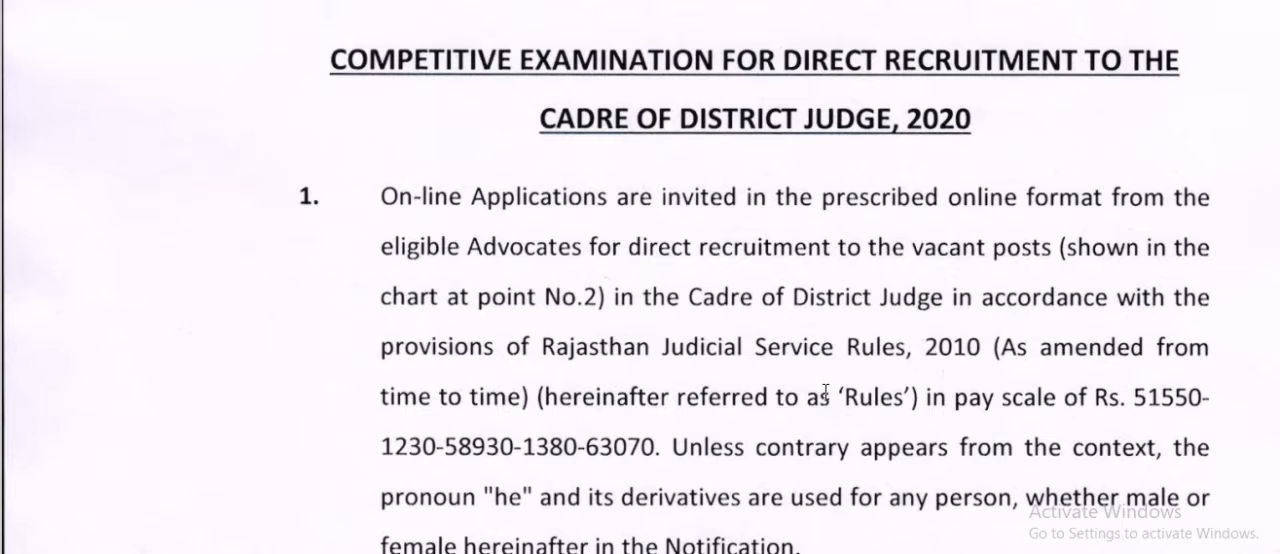 COMPETITIVE EXAMINATION FOR DIRECT RECRUITMENT TO THE
CADRE OF DISTRICT JUDGE, 2020
1. On-line Applications are invited in the prescribed online format from the
eligible Advocates for direct recruitment to the vacant posts (shown in the
chart at point No.2) in the Cadre of District Judge in accordance with the
provisions of Rajasthan Judicial Service Rules, 2010 (As amended from
time to time) (hereinafter referred to as ‘Rules’) in pay scale of Rs. 51550-
1230-58930-1380-63070. Unless contrary appears from the context, the
pronoun "he" and its derivatives are used for any person, whether male or
female hereinafter in the Notification.
Activate Windows
Go to Settings to activate Windows.